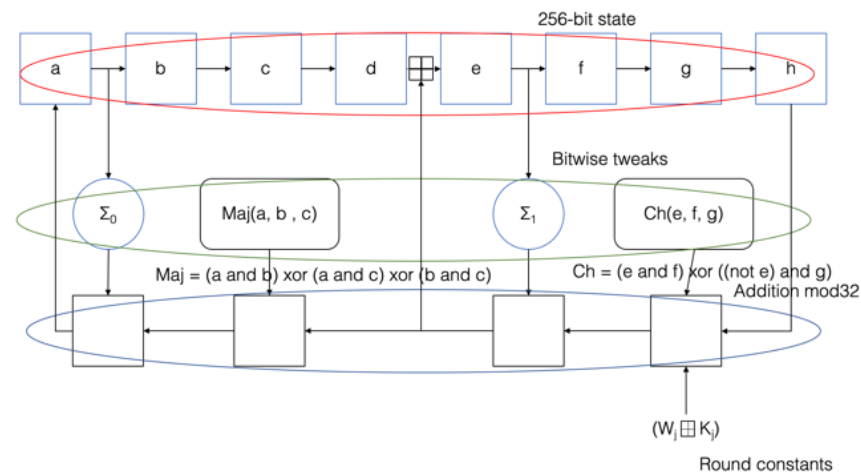 256-bit state
a b c d e f g h
Bitwise tweaks
Σ₀ Maj(a, b , c) Σ₁ Ch(e, f, g)
Maj = (a and b) xor (a and c) xor (b and c)
Ch = (e and f) xor ((not e) and g)
Addition mod32
(Wⱼ ⊞ Kⱼ)
Round constants